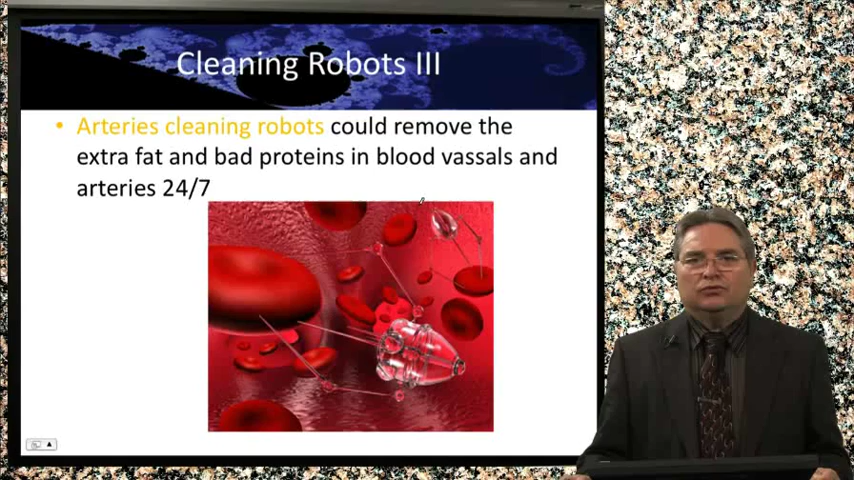 Cleaning Robots III
• Arteries cleaning robots could remove the
extra fat and bad proteins in blood vassals and
arteries 24/7